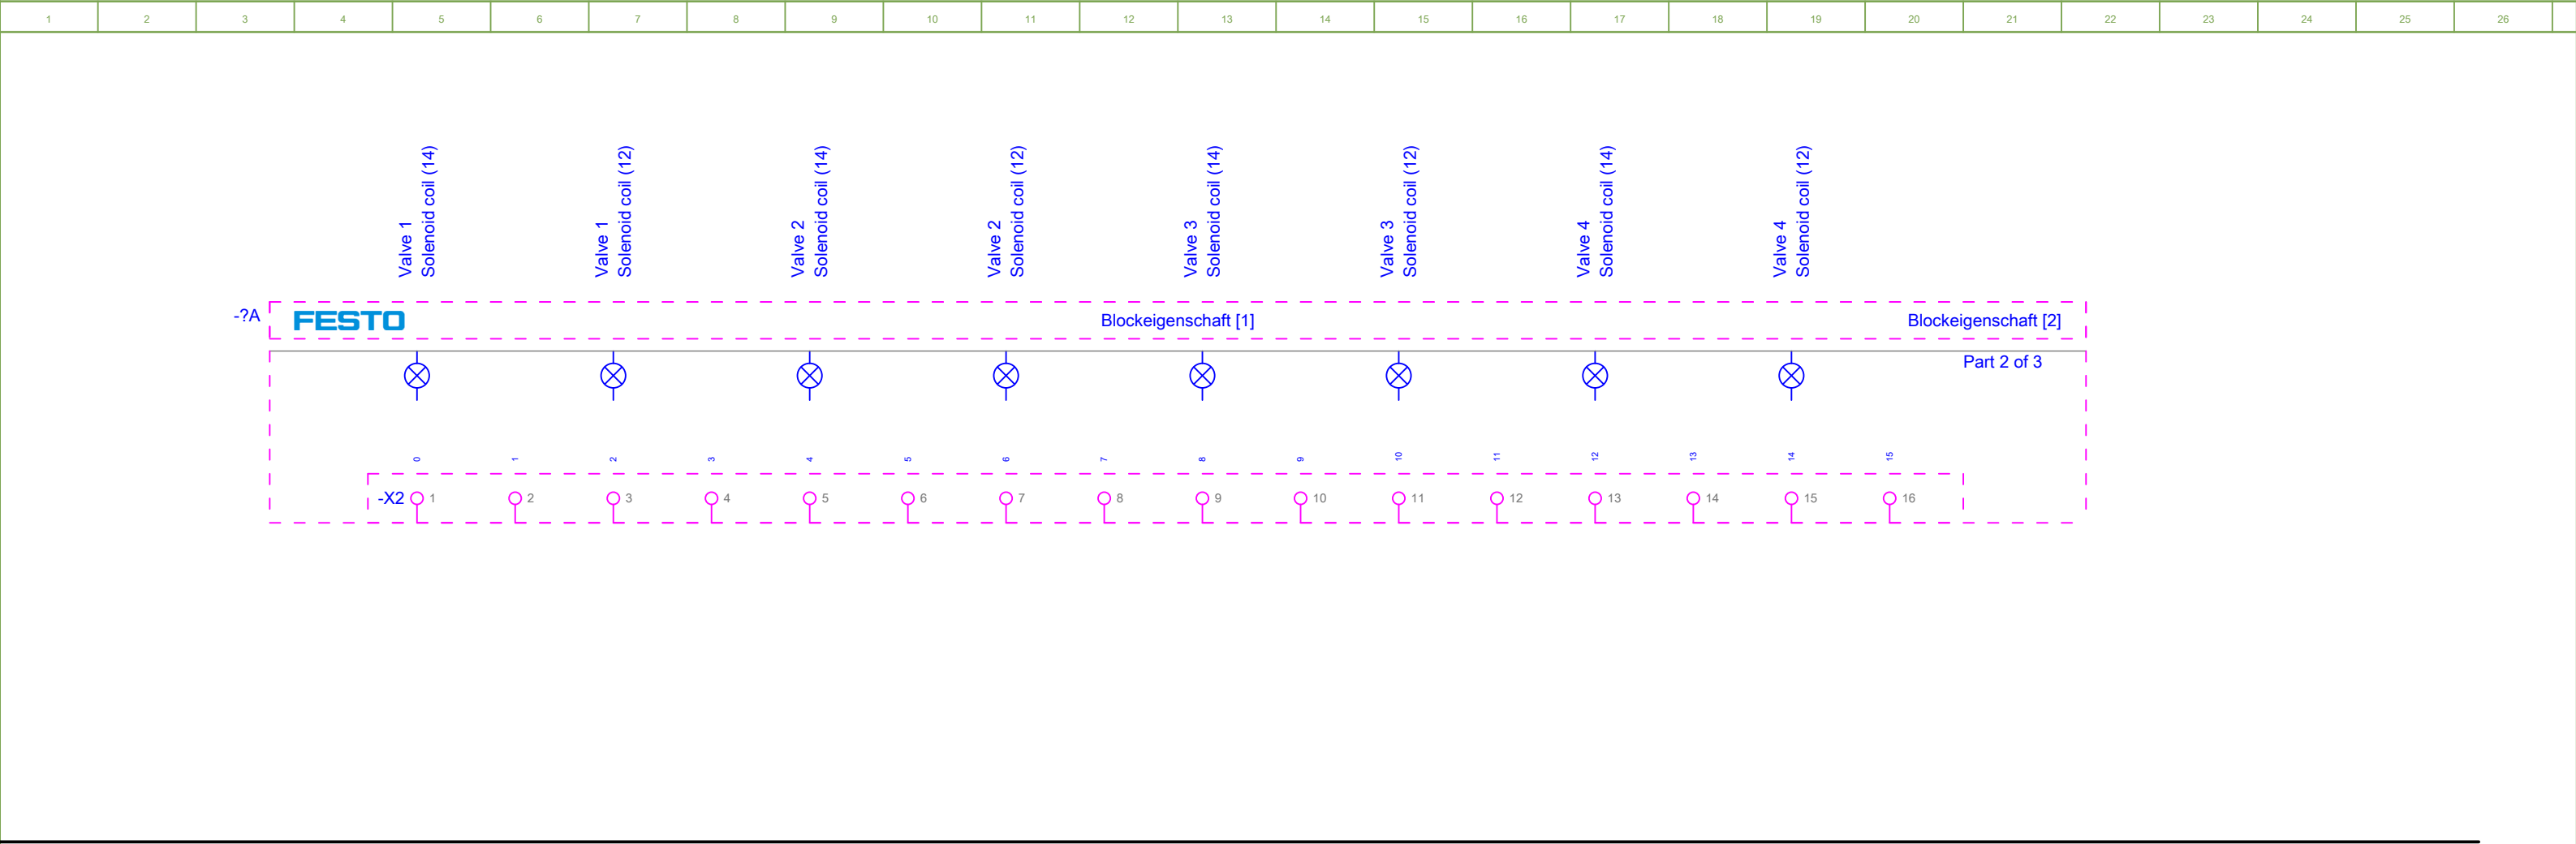 1 2 3 4 5 6 7 8 9 10 11 12 13 14 15 16 17 18 19 20 21 22 23 24 25 26
Valve 1
Solenoid coil (14)
Valve 1
Solenoid coil (12)
Valve 2
Solenoid coil (14)
Valve 2
Solenoid coil (12)
Valve 3
Solenoid coil (14)
Valve 3
Solenoid coil (12)
Valve 4
Solenoid coil (14)
Valve 4
Solenoid coil (12)
-?A FESTO Blockeigenschaft [1] Blockeigenschaft [2]
Part 2 of 3
0 1 2 3 4 5 6 7 8 9 10 11 12 13 14 15
-X2 1 2 3 4 5 6 7 8 9 10 11 12 13 14 15 16